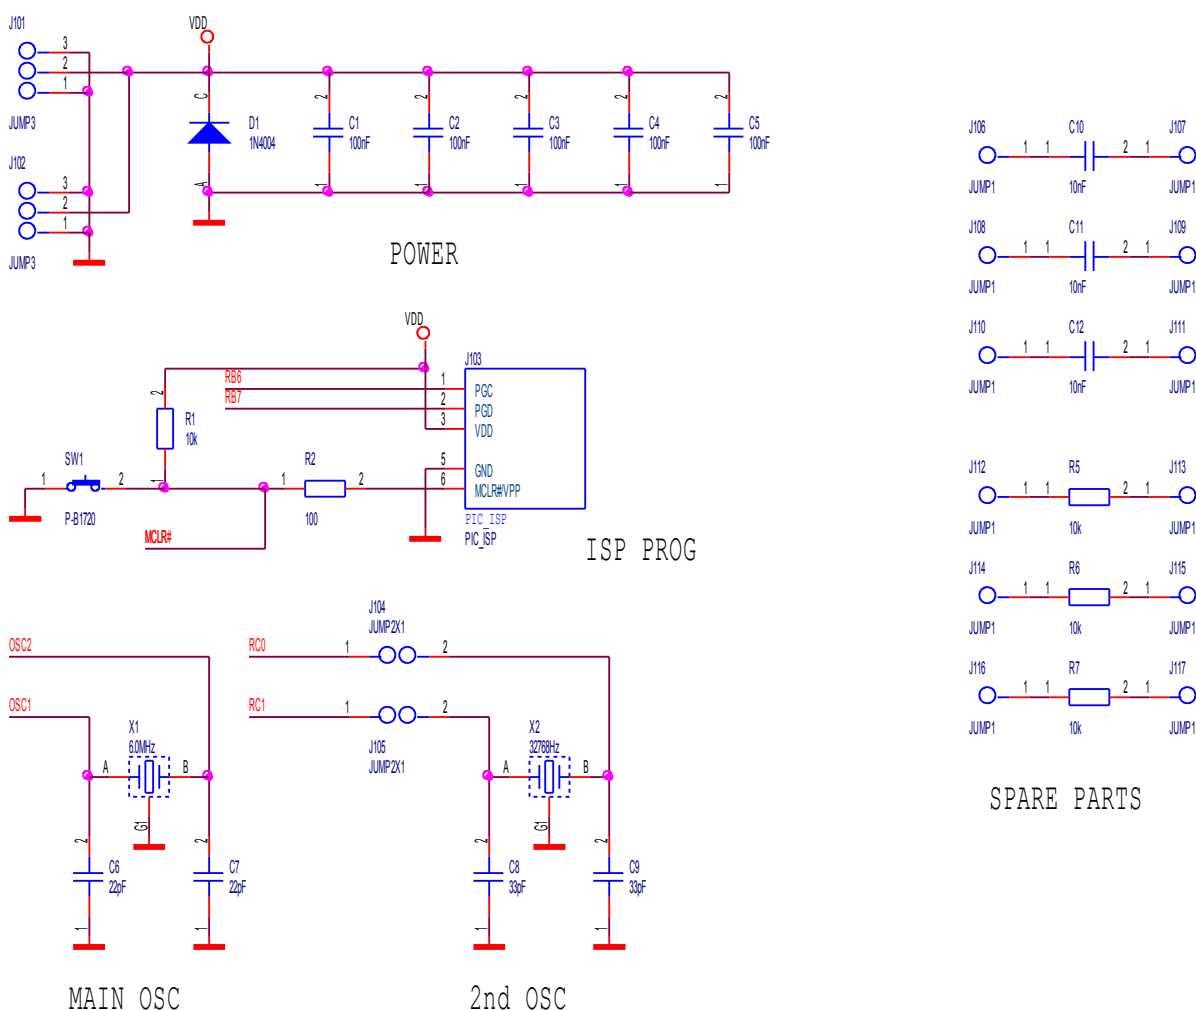 J101
3
2
1
JUMP3
J102
3
2
1
JUMP3
VDD
C
A
D1
1N4004
2
C1
100nF
1
2
C2
100nF
1
2
C3
100nF
1
2
C4
100nF
1
2
C5
100nF
1
POWER
VDD
J103
RB6
1
PGC
RB7
2
PGD
3
VDD
5
GND
6
MCLR#/VPP
PIC_ISP
PIC_ISP
2
R1
10k
1
SW1
1
2
P-B1720
R2
1
2
100
MCLR#
ISP PROG
OSC2
OSC1
X1
6.0MHz
A
B
G1
2
C6
22pF
1
2
C7
22pF
1
MAIN OSC
J104
JUMP2X1
RC0
1
2
RC1
1
2
J105
JUMP2X1
X2
32768Hz
A
B
G1
2
C8
33pF
1
2
C9
33pF
1
2nd OSC
J106 C10 J107
1 1 2 1
JUMP1 10nF JUMP1
J108 C11 J109
1 1 2 1
JUMP1 10nF JUMP1
J110 C12 J111
1 1 2 1
JUMP1 10nF JUMP1
J112 R5 J113
1 1 2 1
JUMP1 10k JUMP1
J114 R6 J115
1 1 2 1
JUMP1 10k JUMP1
J116 R7 J117
1 1 2 1
JUMP1 10k JUMP1
SPARE PARTS